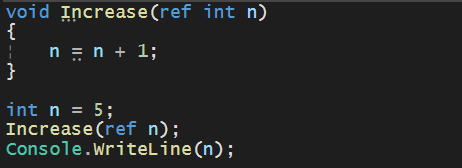 void Increase(ref int n)
{
    n = n + 1;
}

int n = 5;
Increase(ref n);
Console.WriteLine(n);